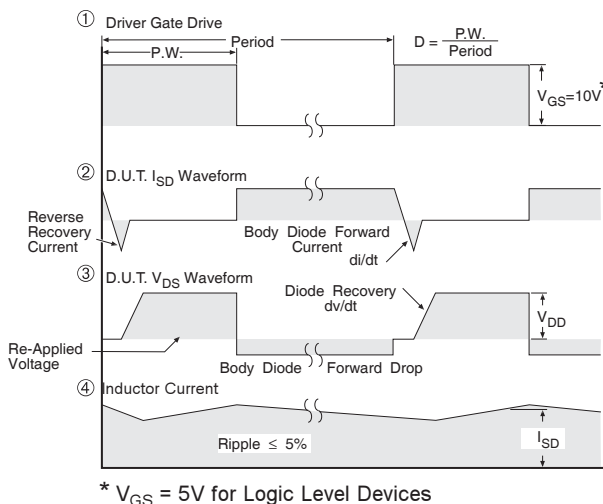 ① Driver Gate Drive
Period
P.W.
D = P.W. / Period
V_GS=10V*
② D.U.T. I_SD Waveform
Reverse
Recovery
Current
Body Diode Forward
Current
di/dt
③ D.U.T. V_DS Waveform
Diode Recovery
dv/dt
V_DD
Re-Applied
Voltage
Body Diode Forward Drop
④ Inductor Current
Ripple ≤ 5%
I_SD
* V_GS = 5V for Logic Level Devices